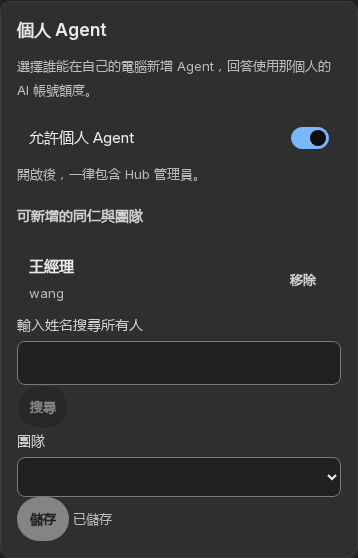 個人 Agent
選擇誰能在自己的電腦新增 Agent，回答使用那個人的
AI 帳號額度。
允許個人 Agent
開啟後，一律包含 Hub 管理員。
可新增的同仁與團隊
王經理
移除
wang
輸入姓名搜尋所有人
搜尋
團隊
儲存 已儲存